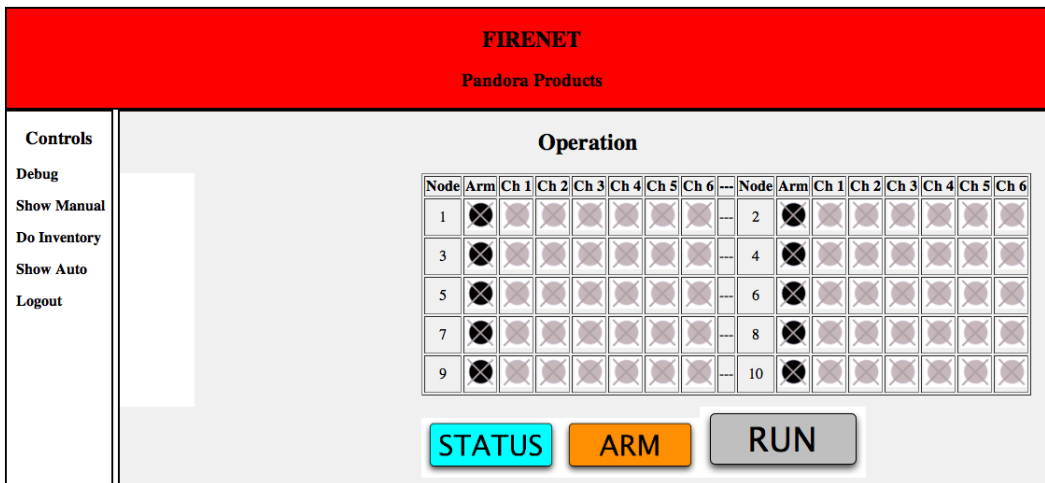 FIRENET
Pandora Products
Controls
Debug
Show Manual
Do Inventory
Show Auto
Logout
Operation
Node Arm Ch 1 Ch 2 Ch 3 Ch 4 Ch 5 Ch 6 --- Node Arm Ch 1 Ch 2 Ch 3 Ch 4 Ch 5 Ch 6
1 --- 2
3 --- 4
5 --- 6
7 --- 8
9 --- 10
STATUS ARM RUN